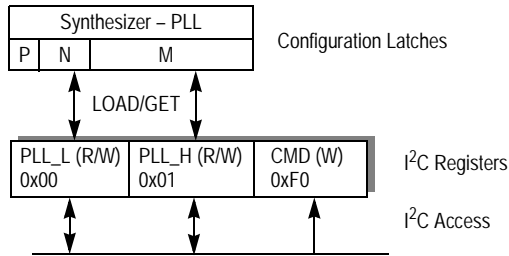 Synthesizer – PLL
Configuration Latches
P N M
LOAD/GET
PLL_L (R/W) PLL_H (R/W) CMD (W)
0x00 0x01 0xF0
I²C Registers
I²C Access